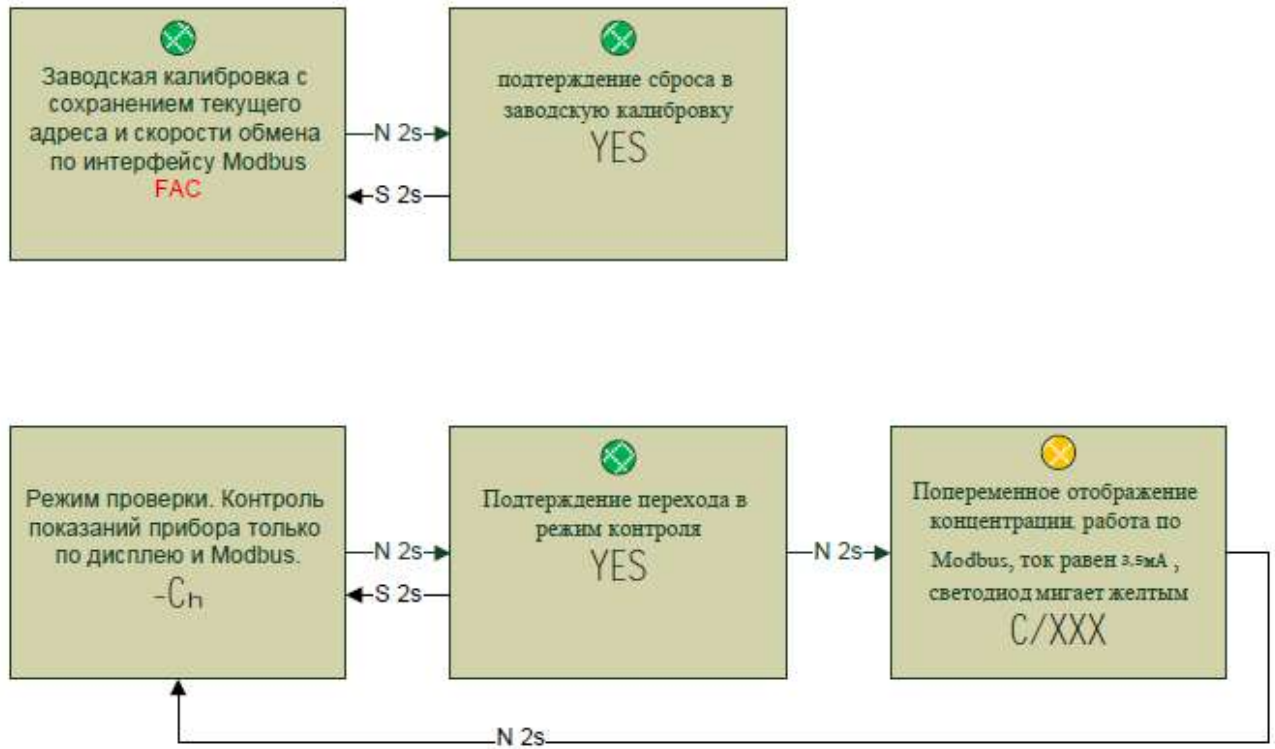 Заводская калибровка с
сохранением текущего
адреса и скорости обмена
по интерфейсу Modbus
FAC
N 2s
S 2s
подтерждение сброса в
заводскую калибровку
YES
Режим проверки. Контроль
показаний прибора только
по дисплею и Modbus.
-Ch
N 2s
S 2s
Подтерждение перехода в
режим контроля
YES
N 2s
Попеременное отображение
концентрации, работа по
Modbus, ток равен 3.5мА ,
светодиод мигает желтым
C/XXX
N 2s